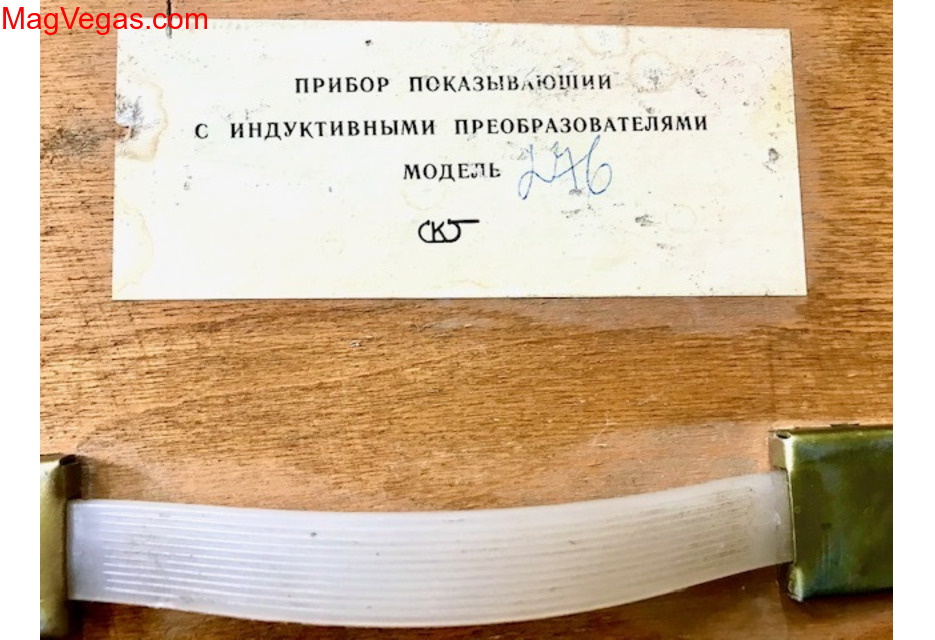 MagVegas.com
ПРИБОР ПОКАЗЫВАЮЩИЙ
С ИНДУКТИВНЫМИ ПРЕОБРАЗОВАТЕЛЯМИ
МОДЕЛЬ 276